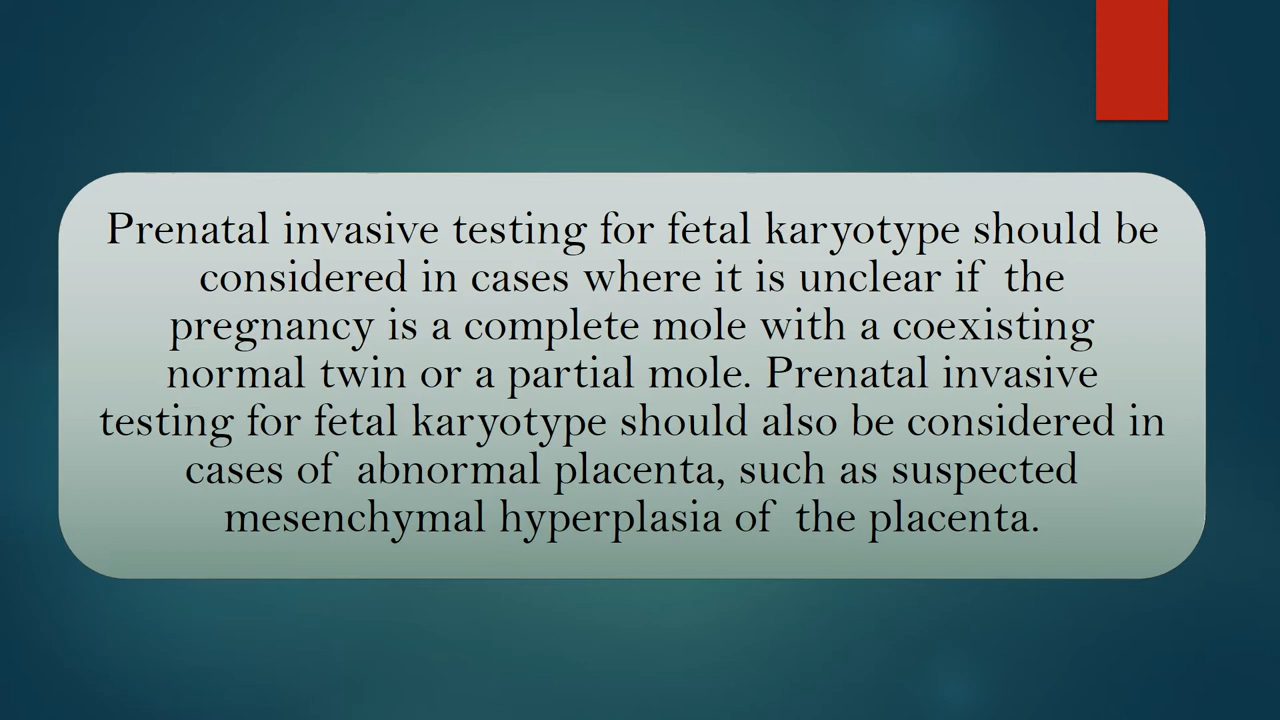 Prenatal invasive testing for fetal karyotype should be
considered in cases where it is unclear if the
pregnancy is a complete mole with a coexisting
normal twin or a partial mole. Prenatal invasive
testing for fetal karyotype should also be considered in
cases of abnormal placenta, such as suspected
mesenchymal hyperplasia of the placenta.